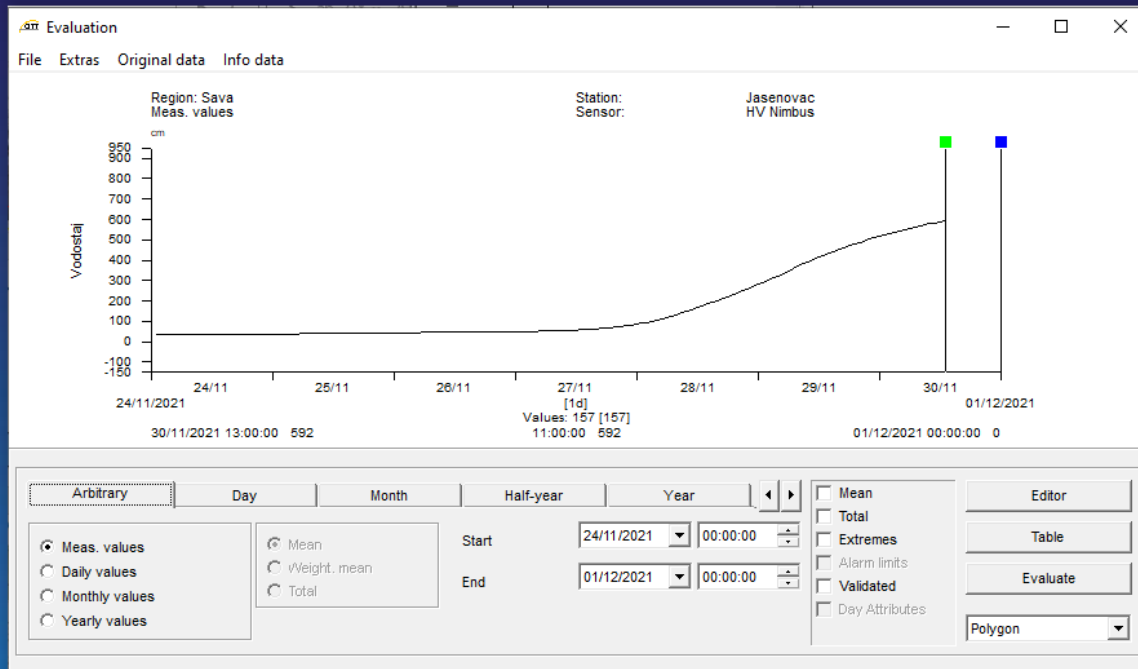 OTT Evaluation
File Extras Original data Info data
Region: Sava Station: Jasenovac
Meas. values Sensor: HV Nimbus
cm
950
900
800
700
600
500
400
300
200
100
0
-100
-150
Vodostaj
24/11 25/11 26/11 27/11 28/11 29/11 30/11
24/11/2021 [1d] 01/12/2021
Values: 157 [157]
30/11/2021 13:00:00 592 11:00:00 592 01/12/2021 00:00:00 0
Arbitrary Day Month Half-year Year
Meas. values
Daily values
Monthly values
Yearly values
Mean
Weight. mean
Total
Start 24/11/2021 00:00:00
End 01/12/2021 00:00:00
Mean
Total
Extremes
Alarm limits
Validated
Day Attributes
Editor
Table
Evaluate
Polygon